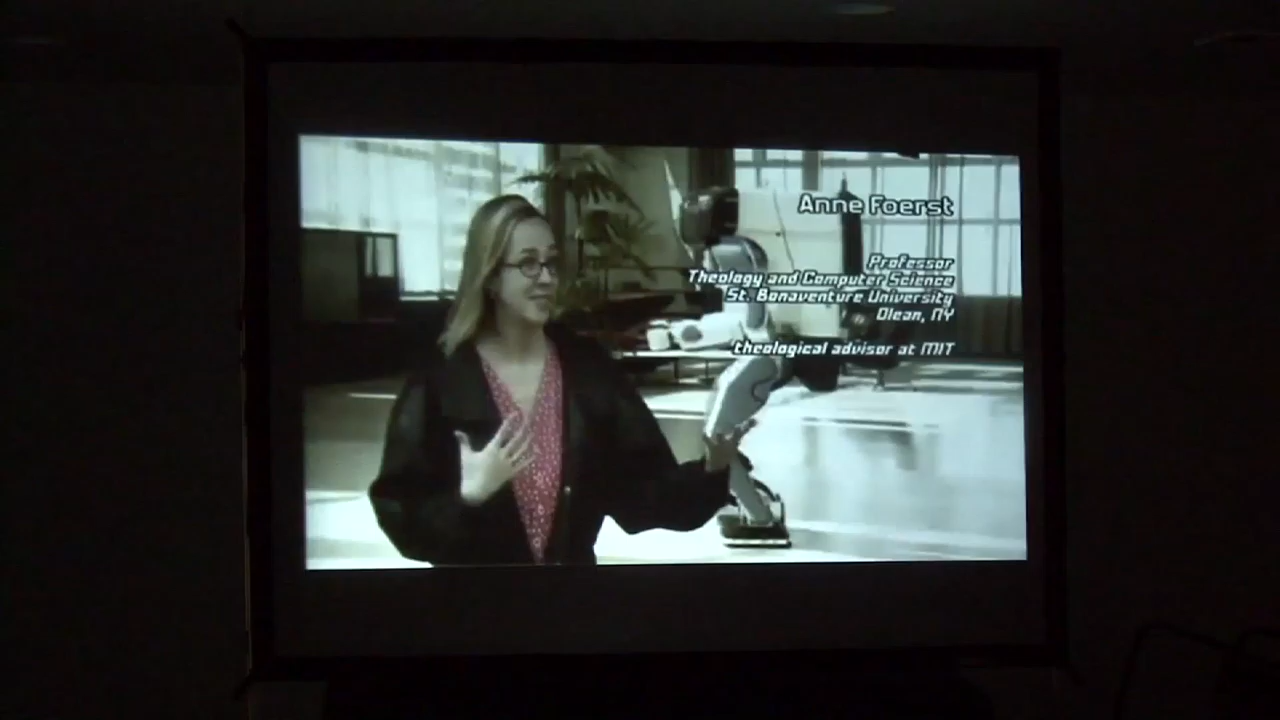 Anne Foerst
Professor
Theology and Computer Science
St. Bonaventure University
Olean, NY
theological advisor at MIT